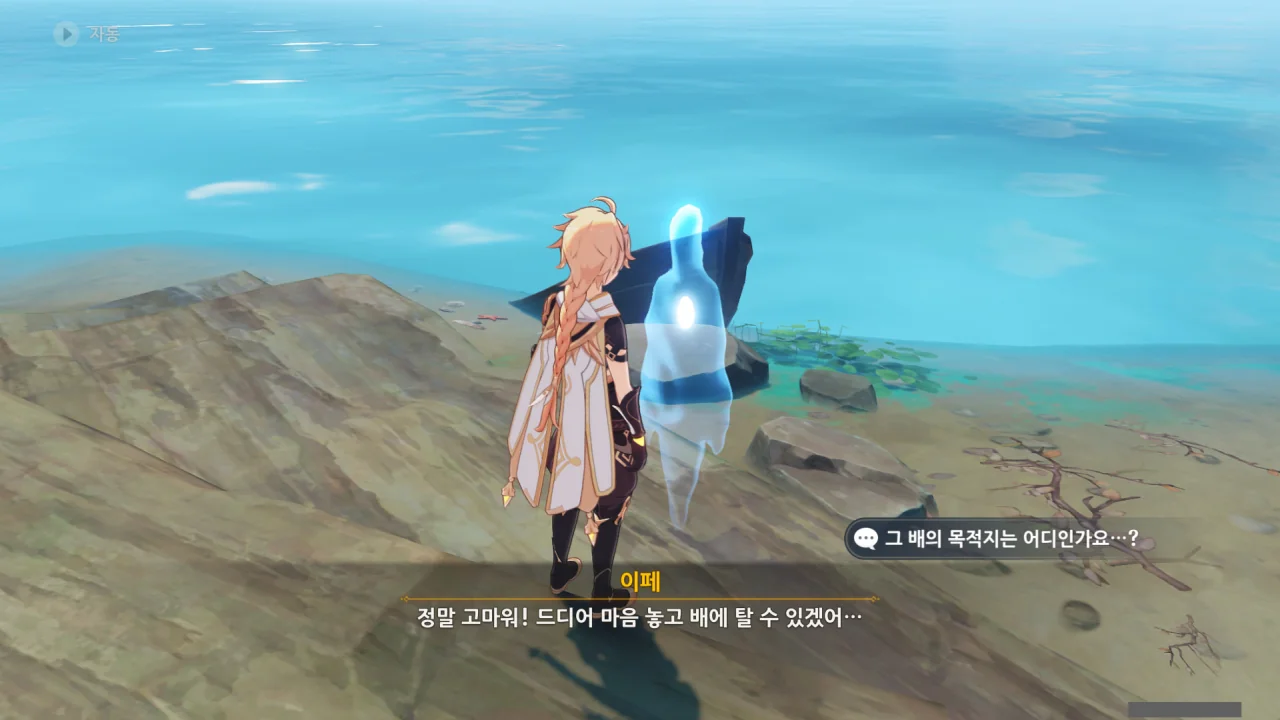 자동
그 배의 목적지는 어디인가요…?
이페
정말 고마워! 드디어 마음 놓고 배에 탈 수 있겠어…